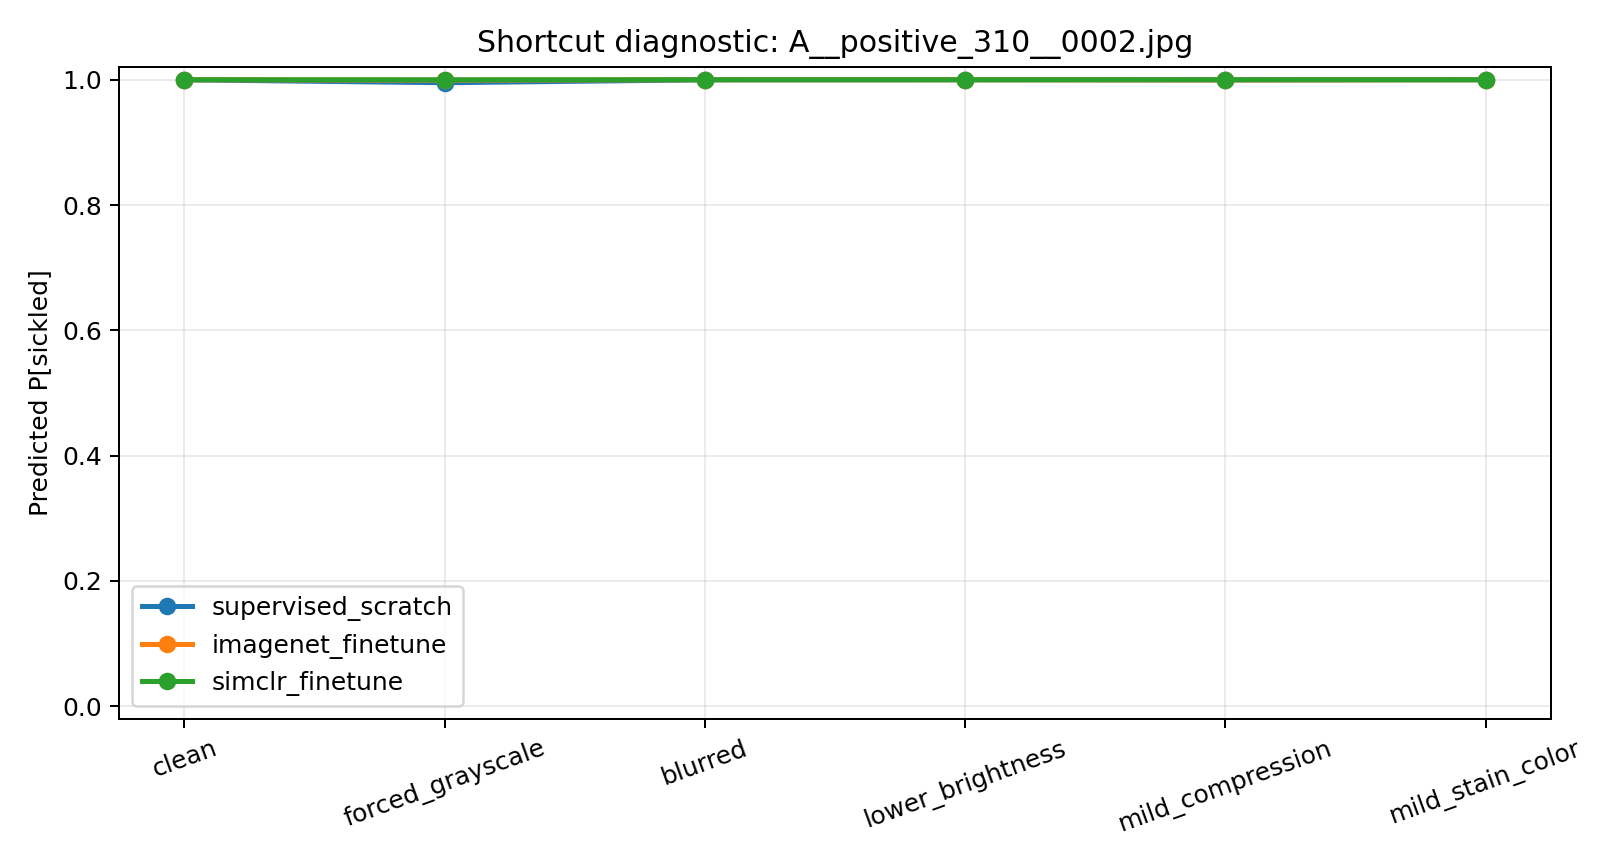 Shortcut diagnostic: A__positive_310__0002.jpg
Predicted P[sickled]
1.0
0.8
0.6
0.4
0.2
0.0
supervised_scratch
imagenet_finetune
simclr_finetune
clean
forced_grayscale
blurred
lower_brightness
mild_compression
mild_stain_color